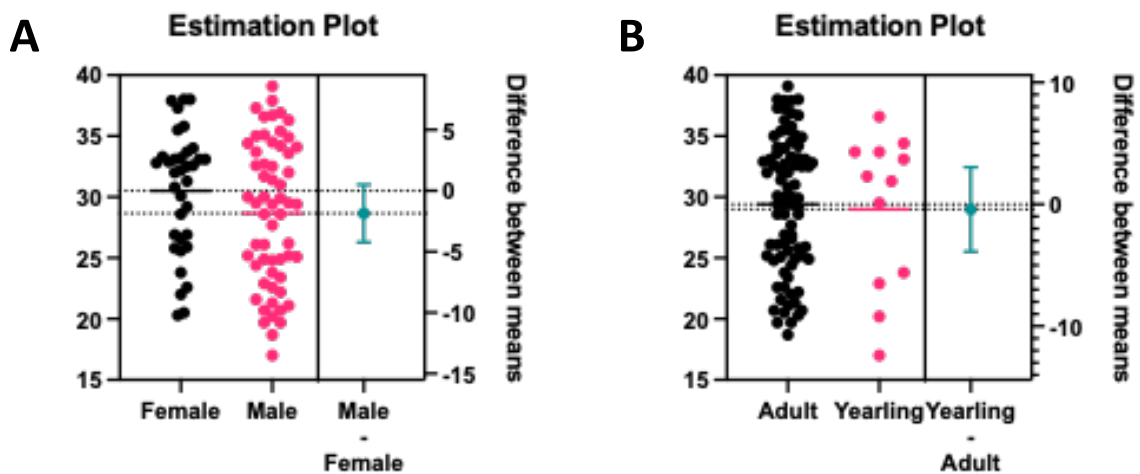 A
Estimation Plot
40
35
30
25
20
15
5
0
-5
-10
-15
Difference between means
Female
Male
Male
-
Female
B
Estimation Plot
40
35
30
25
20
15
10
0
-10
Difference between means
Adult
Yearling
Yearling
-
Adult